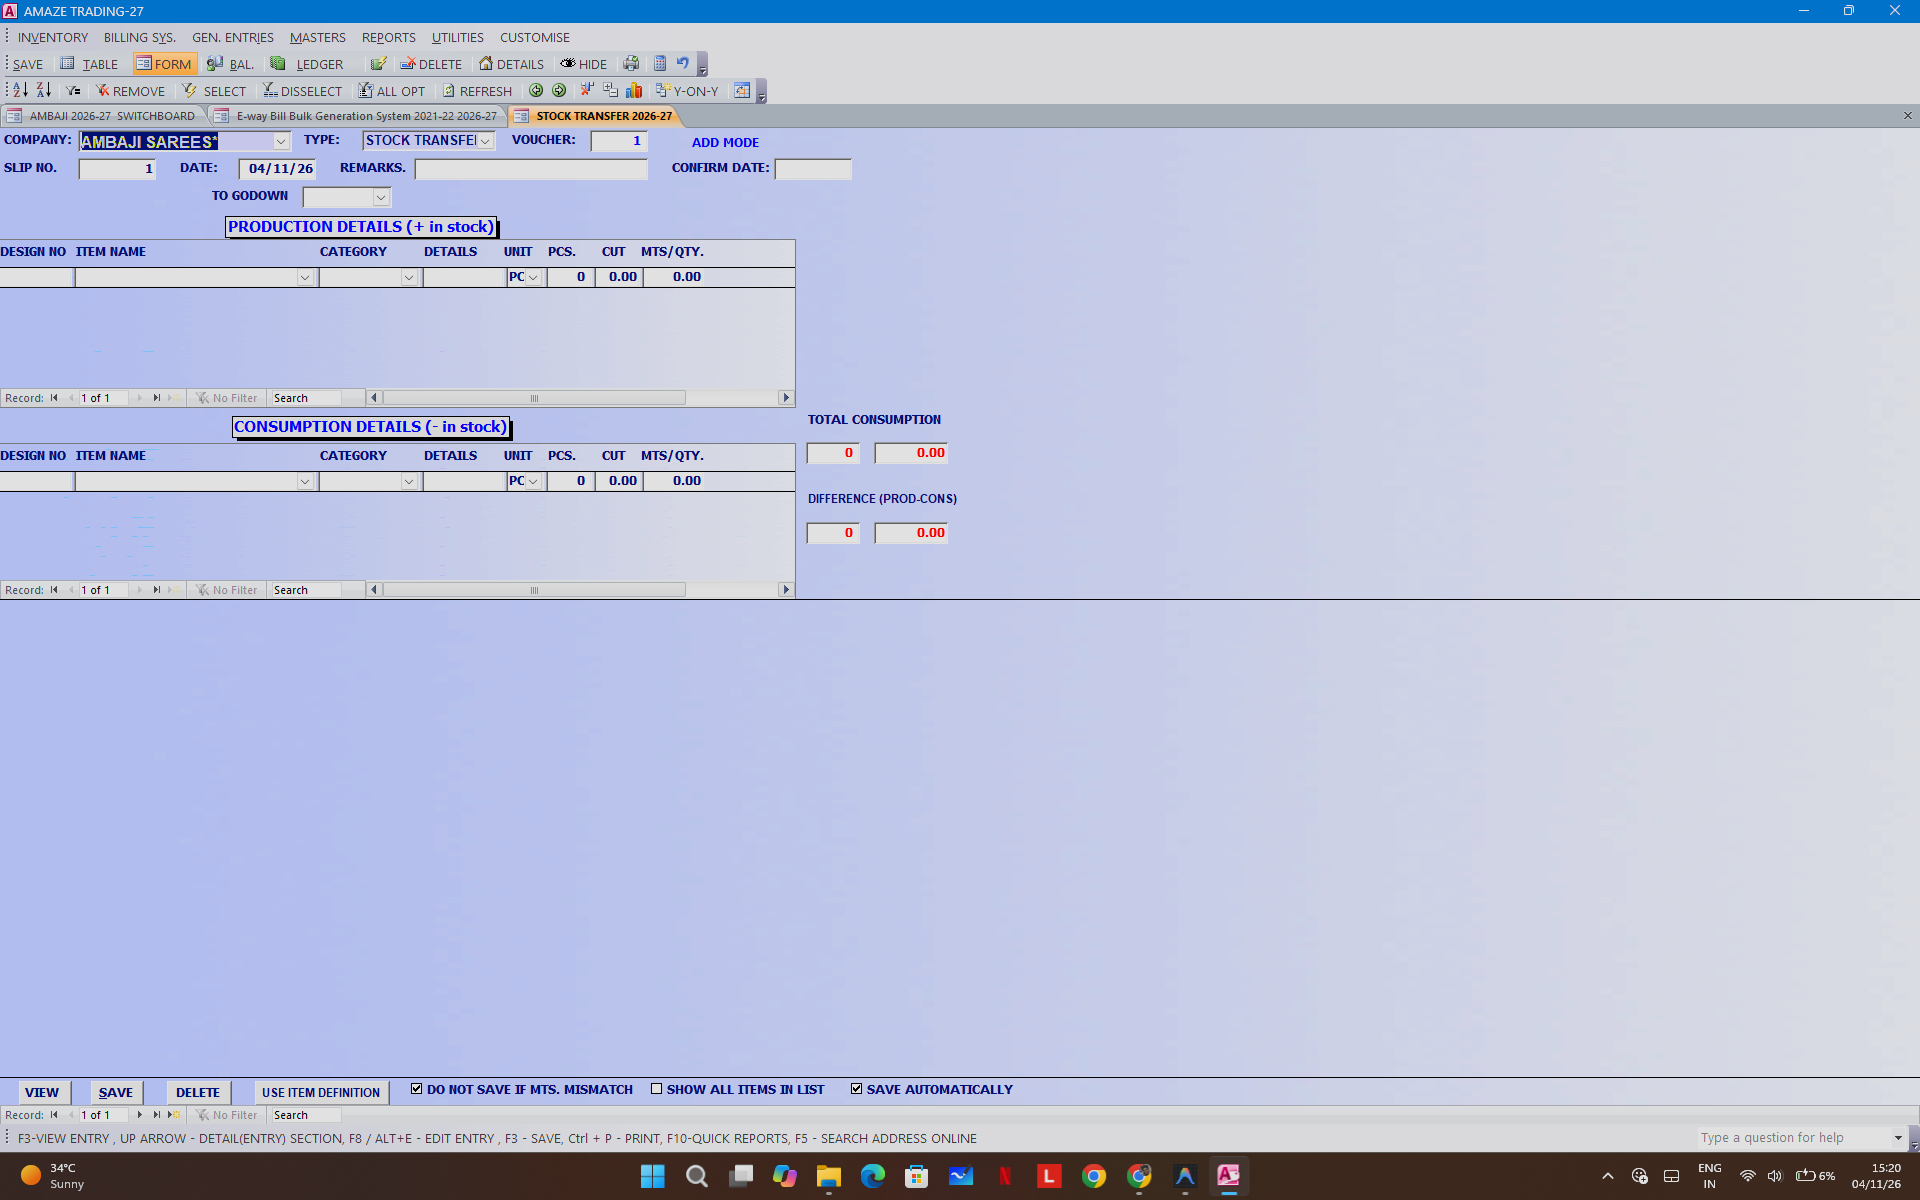 AMAZE TRADING-27
INVENTORY BILLING SYS. GEN. ENTRIES MASTERS REPORTS UTILITIES CUSTOMISE
SAVE TABLE FORM BAL. LEDGER DELETE DETAILS HIDE
REMOVE SELECT DISSELECT ALL OPT REFRESH Y-ON-Y
AMBAJI 2026-27 SWITCHBOARD E-way Bill Bulk Generation System 2021-22 2026-27 STOCK TRANSFER 2026-27
COMPANY: AMBAJI SAREES* TYPE: STOCK TRANSFE VOUCHER: 1 ADD MODE
SLIP NO. 1 DATE: 04/11/26 REMARKS. CONFIRM DATE:
TO GODOWN
PRODUCTION DETAILS (+ in stock)
DESIGN NO ITEM NAME CATEGORY DETAILS UNIT PCS. CUT MTS/QTY.
PC 0 0.00 0.00
Record: 1 of 1 No Filter Search
CONSUMPTION DETAILS (- in stock) TOTAL CONSUMPTION
DESIGN NO ITEM NAME CATEGORY DETAILS UNIT PCS. CUT MTS/QTY. 0 0.00
PC 0 0.00 0.00
DIFFERENCE (PROD-CONS)
0 0.00
Record: 1 of 1 No Filter Search
VIEW SAVE DELETE USE ITEM DEFINITION DO NOT SAVE IF MTS. MISMATCH SHOW ALL ITEMS IN LIST SAVE AUTOMATICALLY
Record: 1 of 1 No Filter Search
F3-VIEW ENTRY , UP ARROW - DETAIL(ENTRY) SECTION, F8 / ALT+E - EDIT ENTRY , F3 - SAVE, Ctrl + P - PRINT, F10-QUICK REPORTS, F5 - SEARCH ADDRESS ONLINE Type a question for help
34°C ENG 15:20
Sunny IN 6% 04/11/26